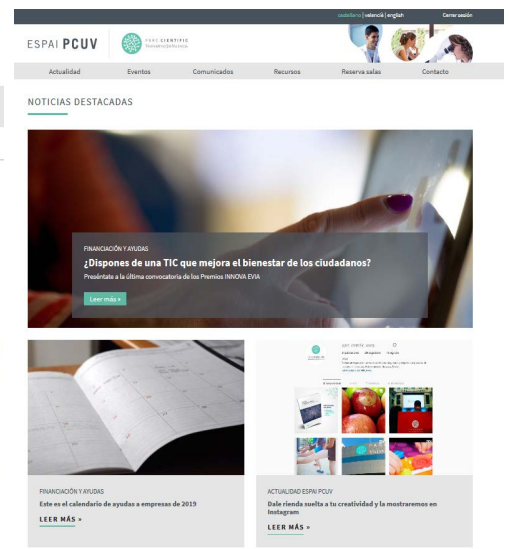 castellano | valencià | english
Cerrar sesión
ESPAI PCUV
PARC CIENTÍFIC
Actualidad
Eventos
Comunicados
Recursos
Reserva salas
Contacto
NOTICIAS DESTACADAS
FINANCIACIÓN Y AYUDAS
¿Dispones de una TIC que mejora el bienestar de los ciudadanos?
Preséntate a la última convocatoria de los Premios INNOVA EVIA
Leer más »
FINANCIACIÓN Y AYUDAS
Este es el calendario de ayudas a empresas de 2019
LEER MÁS »
ACTUALIDAD ESPAI PCUV
Dale rienda suelta a tu creatividad y la mostraremos en
Instagram
LEER MÁS »